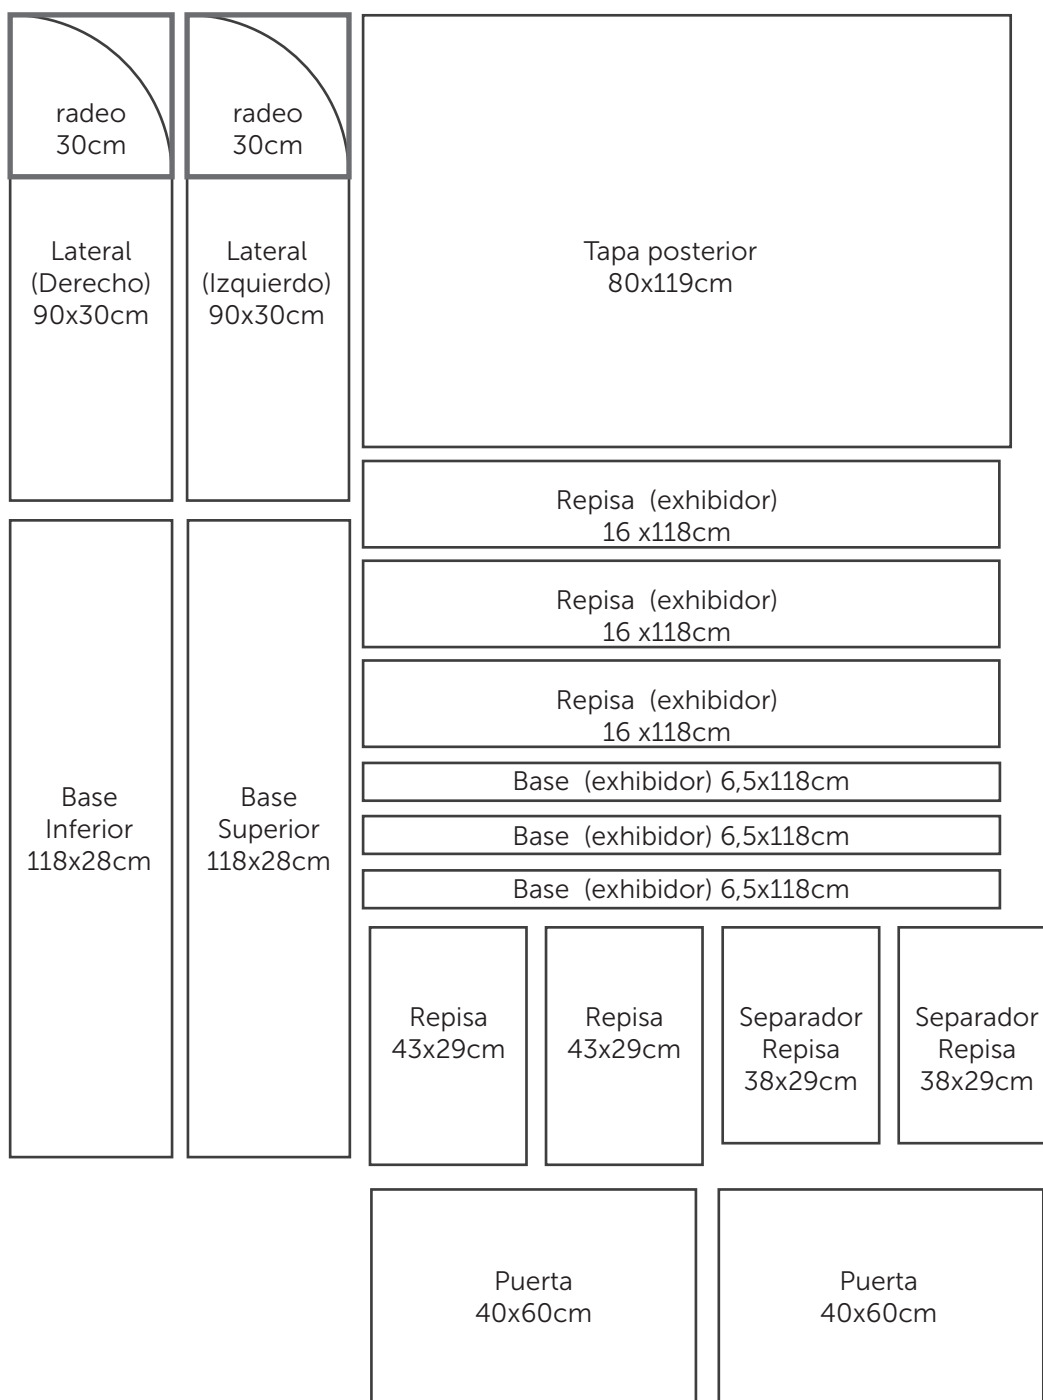 radeo
30cm
radeo
30cm
Lateral
(Derecho)
90x30cm
Lateral
(Izquierdo)
90x30cm
Tapa posterior
80x119cm
Repisa  (exhibidor)
16 x118cm
Repisa  (exhibidor)
16 x118cm
Repisa  (exhibidor)
16 x118cm
Base  (exhibidor) 6,5x118cm
Base  (exhibidor) 6,5x118cm
Base  (exhibidor) 6,5x118cm
Base
Inferior
118x28cm
Base
Superior
118x28cm
Repisa
43x29cm
Repisa
43x29cm
Separador
Repisa
38x29cm
Separador
Repisa
38x29cm
Puerta
40x60cm
Puerta
40x60cm